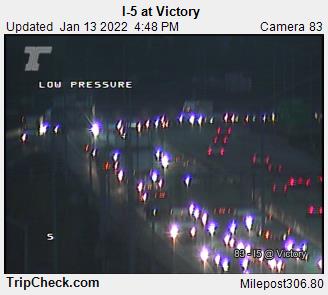 I-5 at Victory
Updated Jan 13 2022 4:48 PM Camera 83
T
LOW PRESSURE
S
83 - I5 @ Victory
TripCheck.com Milepost306.80